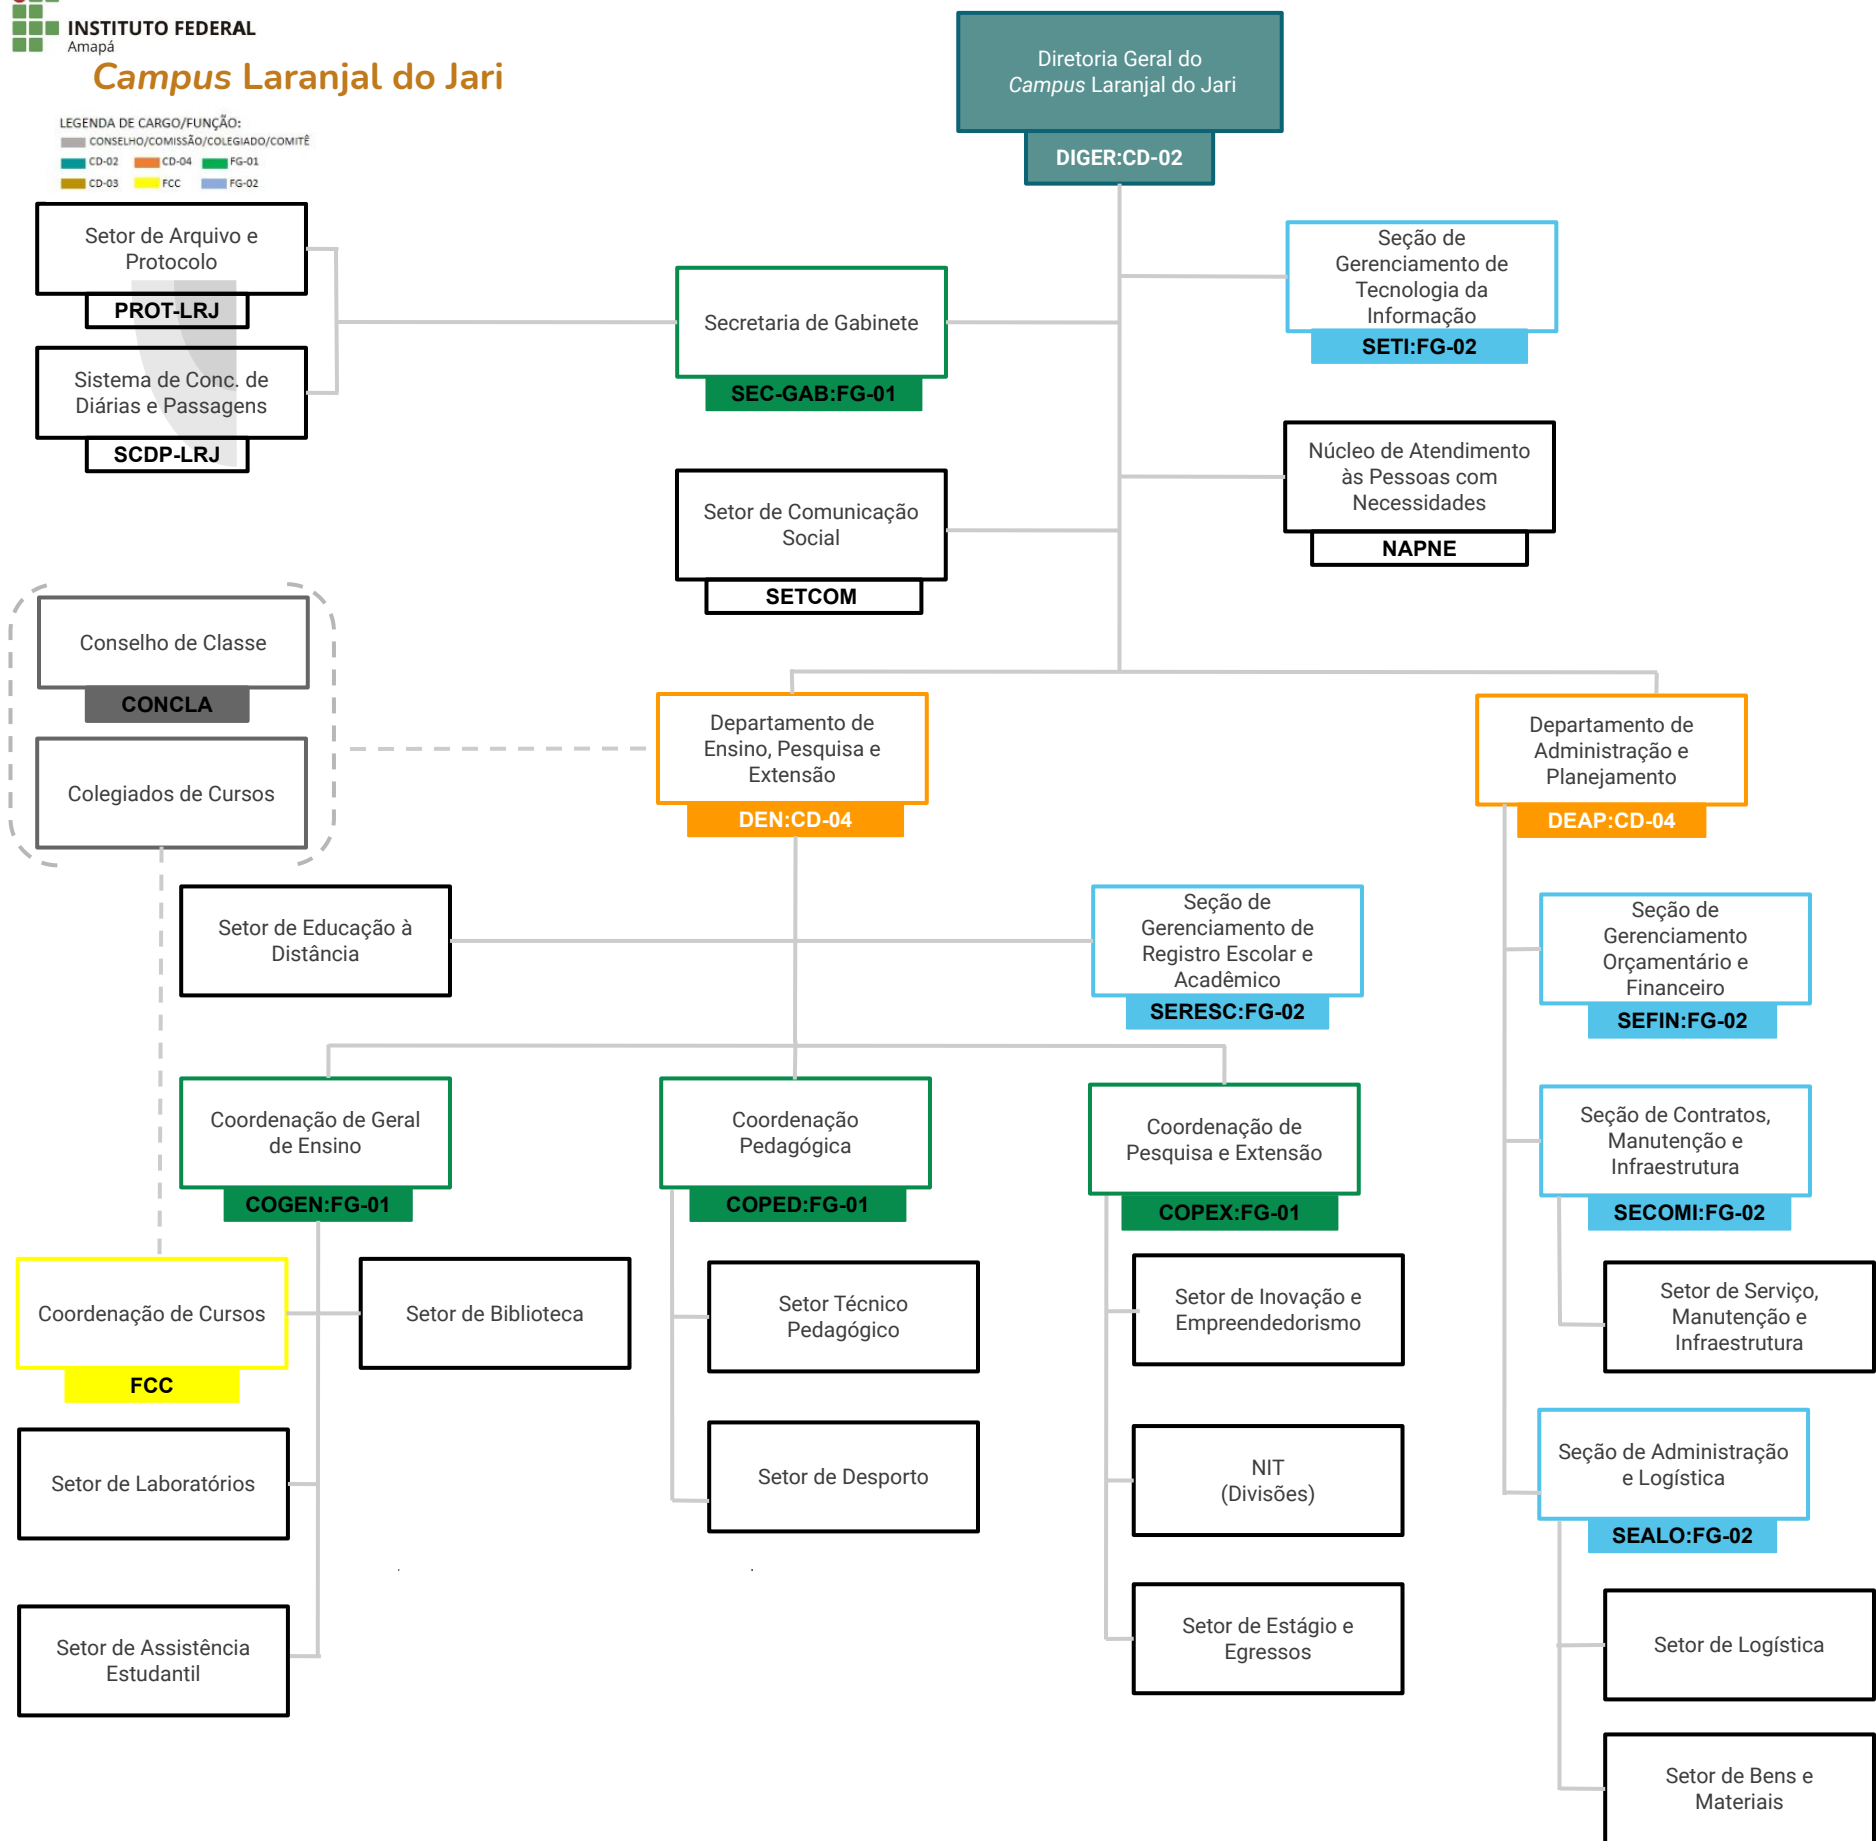 INSTITUTO FEDERAL
Amapá
Campus Laranjal do Jari
LEGENDA DE CARGO/FUNÇÃO:
CONSELHO/COMISSÃO/COLEGIADO/COMITÊ
CD-02
CD-04
FG-01
CD-03
FCC
FG-02
Diretoria Geral do
Campus Laranjal do Jari
DIGER:CD-02
Setor de Arquivo e
Protocolo
PROT-LRJ
Sistema de Conc. de
Diárias e Passagens
SCDP-LRJ
Secretaria de Gabinete
SEC-GAB:FG-01
Seção de
Gerenciamento de
Tecnologia da
Informação
SETI:FG-02
Setor de Comunicação
Social
SETCOM
Núcleo de Atendimento
às Pessoas com
Necessidades
NAPNE
Conselho de Classe
CONCLA
Colegiados de Cursos
Departamento de
Ensino, Pesquisa e
Extensão
DEN:CD-04
Departamento de
Administração e
Planejamento
DEAP:CD-04
Setor de Educação à
Distância
Seção de
Gerenciamento de
Registro Escolar e
Acadêmico
SERESC:FG-02
Seção de
Gerenciamento
Orçamentário e
Financeiro
SEFIN:FG-02
Coordenação de Geral
de Ensino
COGEN:FG-01
Coordenação
Pedagógica
COPED:FG-01
Coordenação de
Pesquisa e Extensão
COPEX:FG-01
Seção de Contratos,
Manutenção e
Infraestrutura
SECOMI:FG-02
Coordenação de Cursos
FCC
Setor de Biblioteca
Setor Técnico
Pedagógico
Setor de Inovação e
Empreendedorismo
Setor de Serviço,
Manutenção e
Infraestrutura
Setor de Laboratórios
Setor de Desporto
NIT
(Divisões)
Seção de Administração
e Logística
SEALO:FG-02
Setor de Assistência
Estudantil
Setor de Estágio e
Egressos
Setor de Logística
Setor de Bens e
Materiais